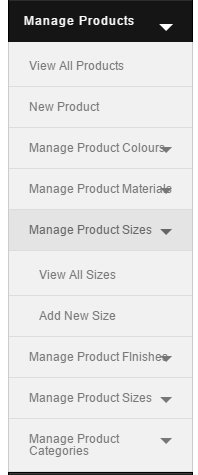 Manage Products
View All Products
New Product
Manage Product Colours
Manage Product Materials
Manage Product Sizes
View All Sizes
Add New Size
Manage Product FInishes
Manage Product Sizes
Manage Product
Categories